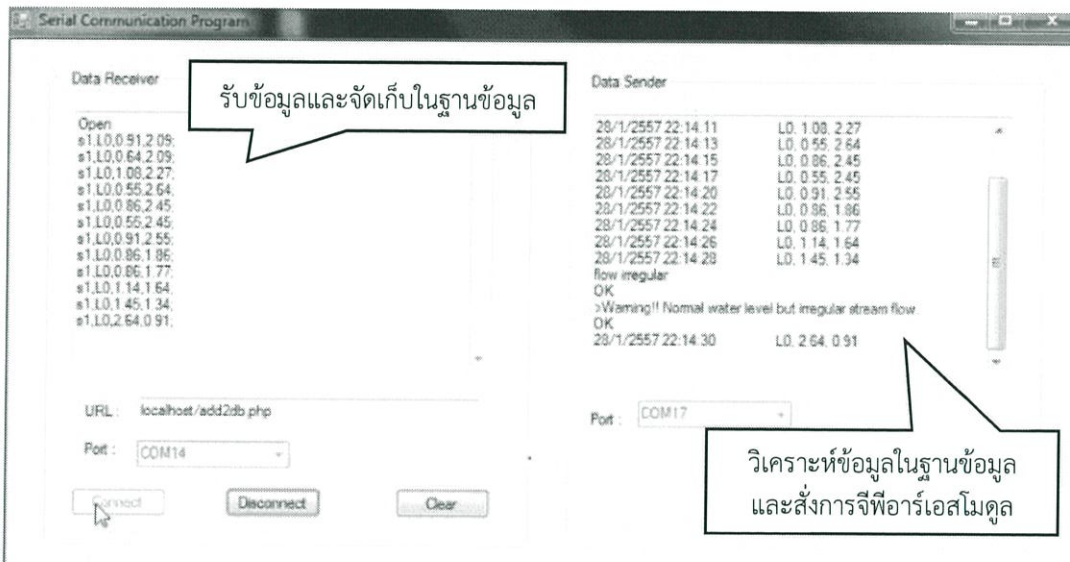 Serial Communication Program
Data Receiver
รับข้อมูลและจัดเก็บในฐานข้อมูล
Open
s1,L0,0.91,2.09;
s1,L0,0.64,2.09;
s1,L0,1.08,2.27;
s1,L0,0.55,2.64;
s1,L0,0.86,2.45;
s1,L0,0.55,2.45;
s1,L0,0.91,2.55;
s1,L0,0.86,1.86;
s1,L0,0.86,1.77;
s1,L0,1.14,1.64;
s1,L0,1.45,1.34;
s1,L0,2.64,0.91;
URL : localhost/add2db.php
Port : COM14
Connect
Disconnect
Clear
Data Sender
28/1/2557 22:14:11 L0, 1.08, 2.27
28/1/2557 22:14:13 L0, 0.55, 2.64
28/1/2557 22:14:15 L0, 0.86, 2.45
28/1/2557 22:14:17 L0, 0.55, 2.45
28/1/2557 22:14:20 L0, 0.91, 2.55
28/1/2557 22:14:22 L0, 0.86, 1.86
28/1/2557 22:14:24 L0, 0.86, 1.77
28/1/2557 22:14:26 L0, 1.14, 1.64
28/1/2557 22:14:28 L0, 1.45, 1.34
flow irregular
OK
>Warning!! Normal water level but irregular stream flow
OK
28/1/2557 22:14:30 L0, 2.64, 0.91
Port : COM17
วิเคราะห์ข้อมูลในฐานข้อมูล
และสั่งการจีพีอาร์เอสโมดูล